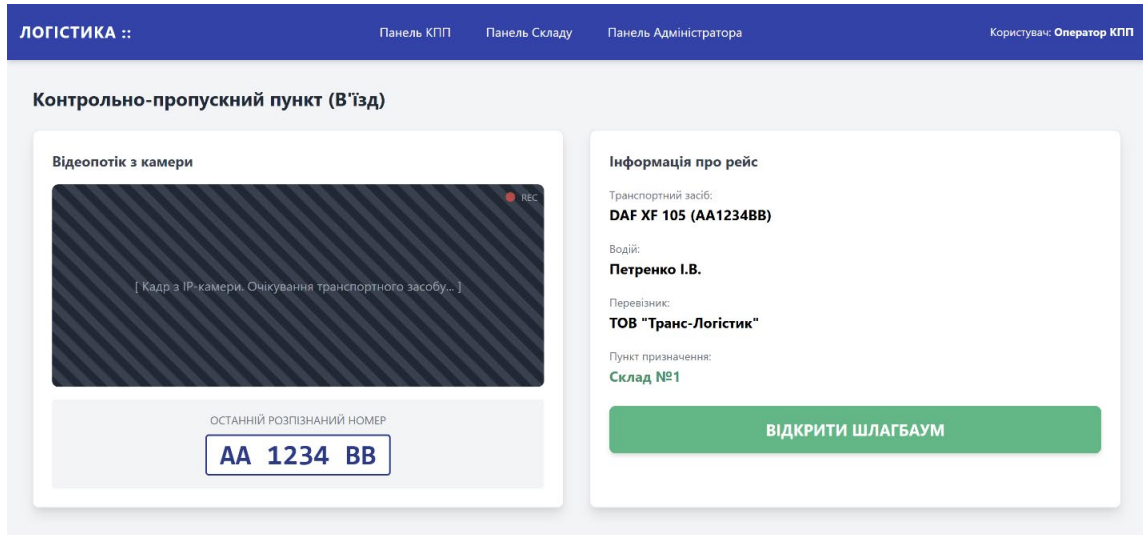 ЛОГІСТИКА ::
Панель КПП
Панель Складу
Панель Адміністратора
Користувач: Оператор КПП
Контрольно-пропускний пункт (В'їзд)
Відеопотік з камери
REC
[ Кадр з IP-камери. Очікування транспортного засобу... ]
ОСТАННІЙ РОЗПІЗНАНИЙ НОМЕР
AA 1234 BB
Інформація про рейс
Транспортний засіб:
DAF XF 105 (AA1234BB)
Водій:
Петренко І.В.
Перевізник:
ТОВ "Транс-Логістик"
Пункт призначення:
Склад №1
ВІДКРИТИ ШЛАГБАУМ